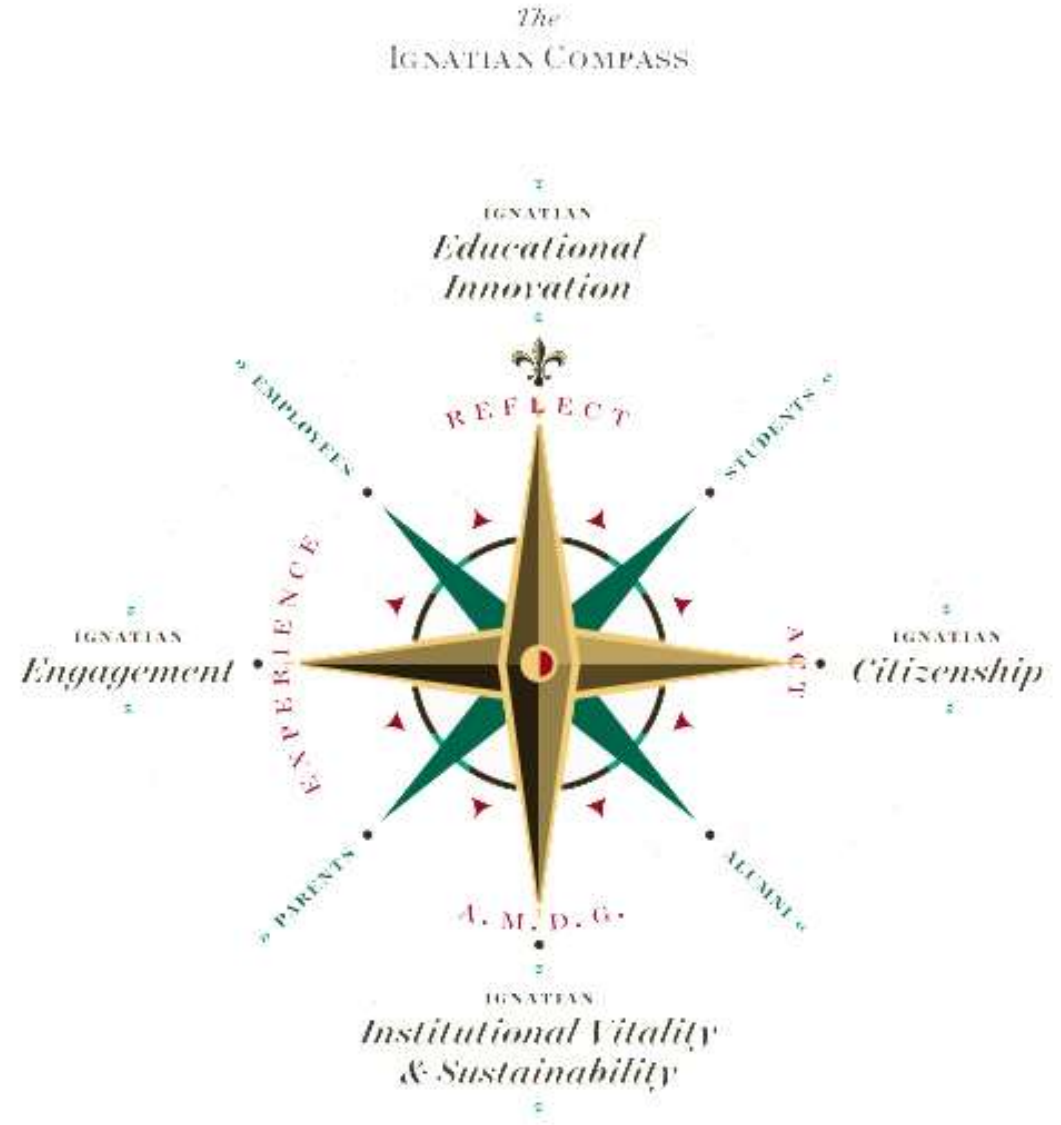 The
IGNATIAN COMPASS
IGNATIAN
Educational
Innovation
REFLECT
EMPLOYEES
STUDENTS
EXPERIENCE
ACT
IGNATIAN
Engagement
IGNATIAN
Citizenship
PARENTS
ALUMNI
A.M.D.G.
IGNATIAN
Institutional Vitality
& Sustainability